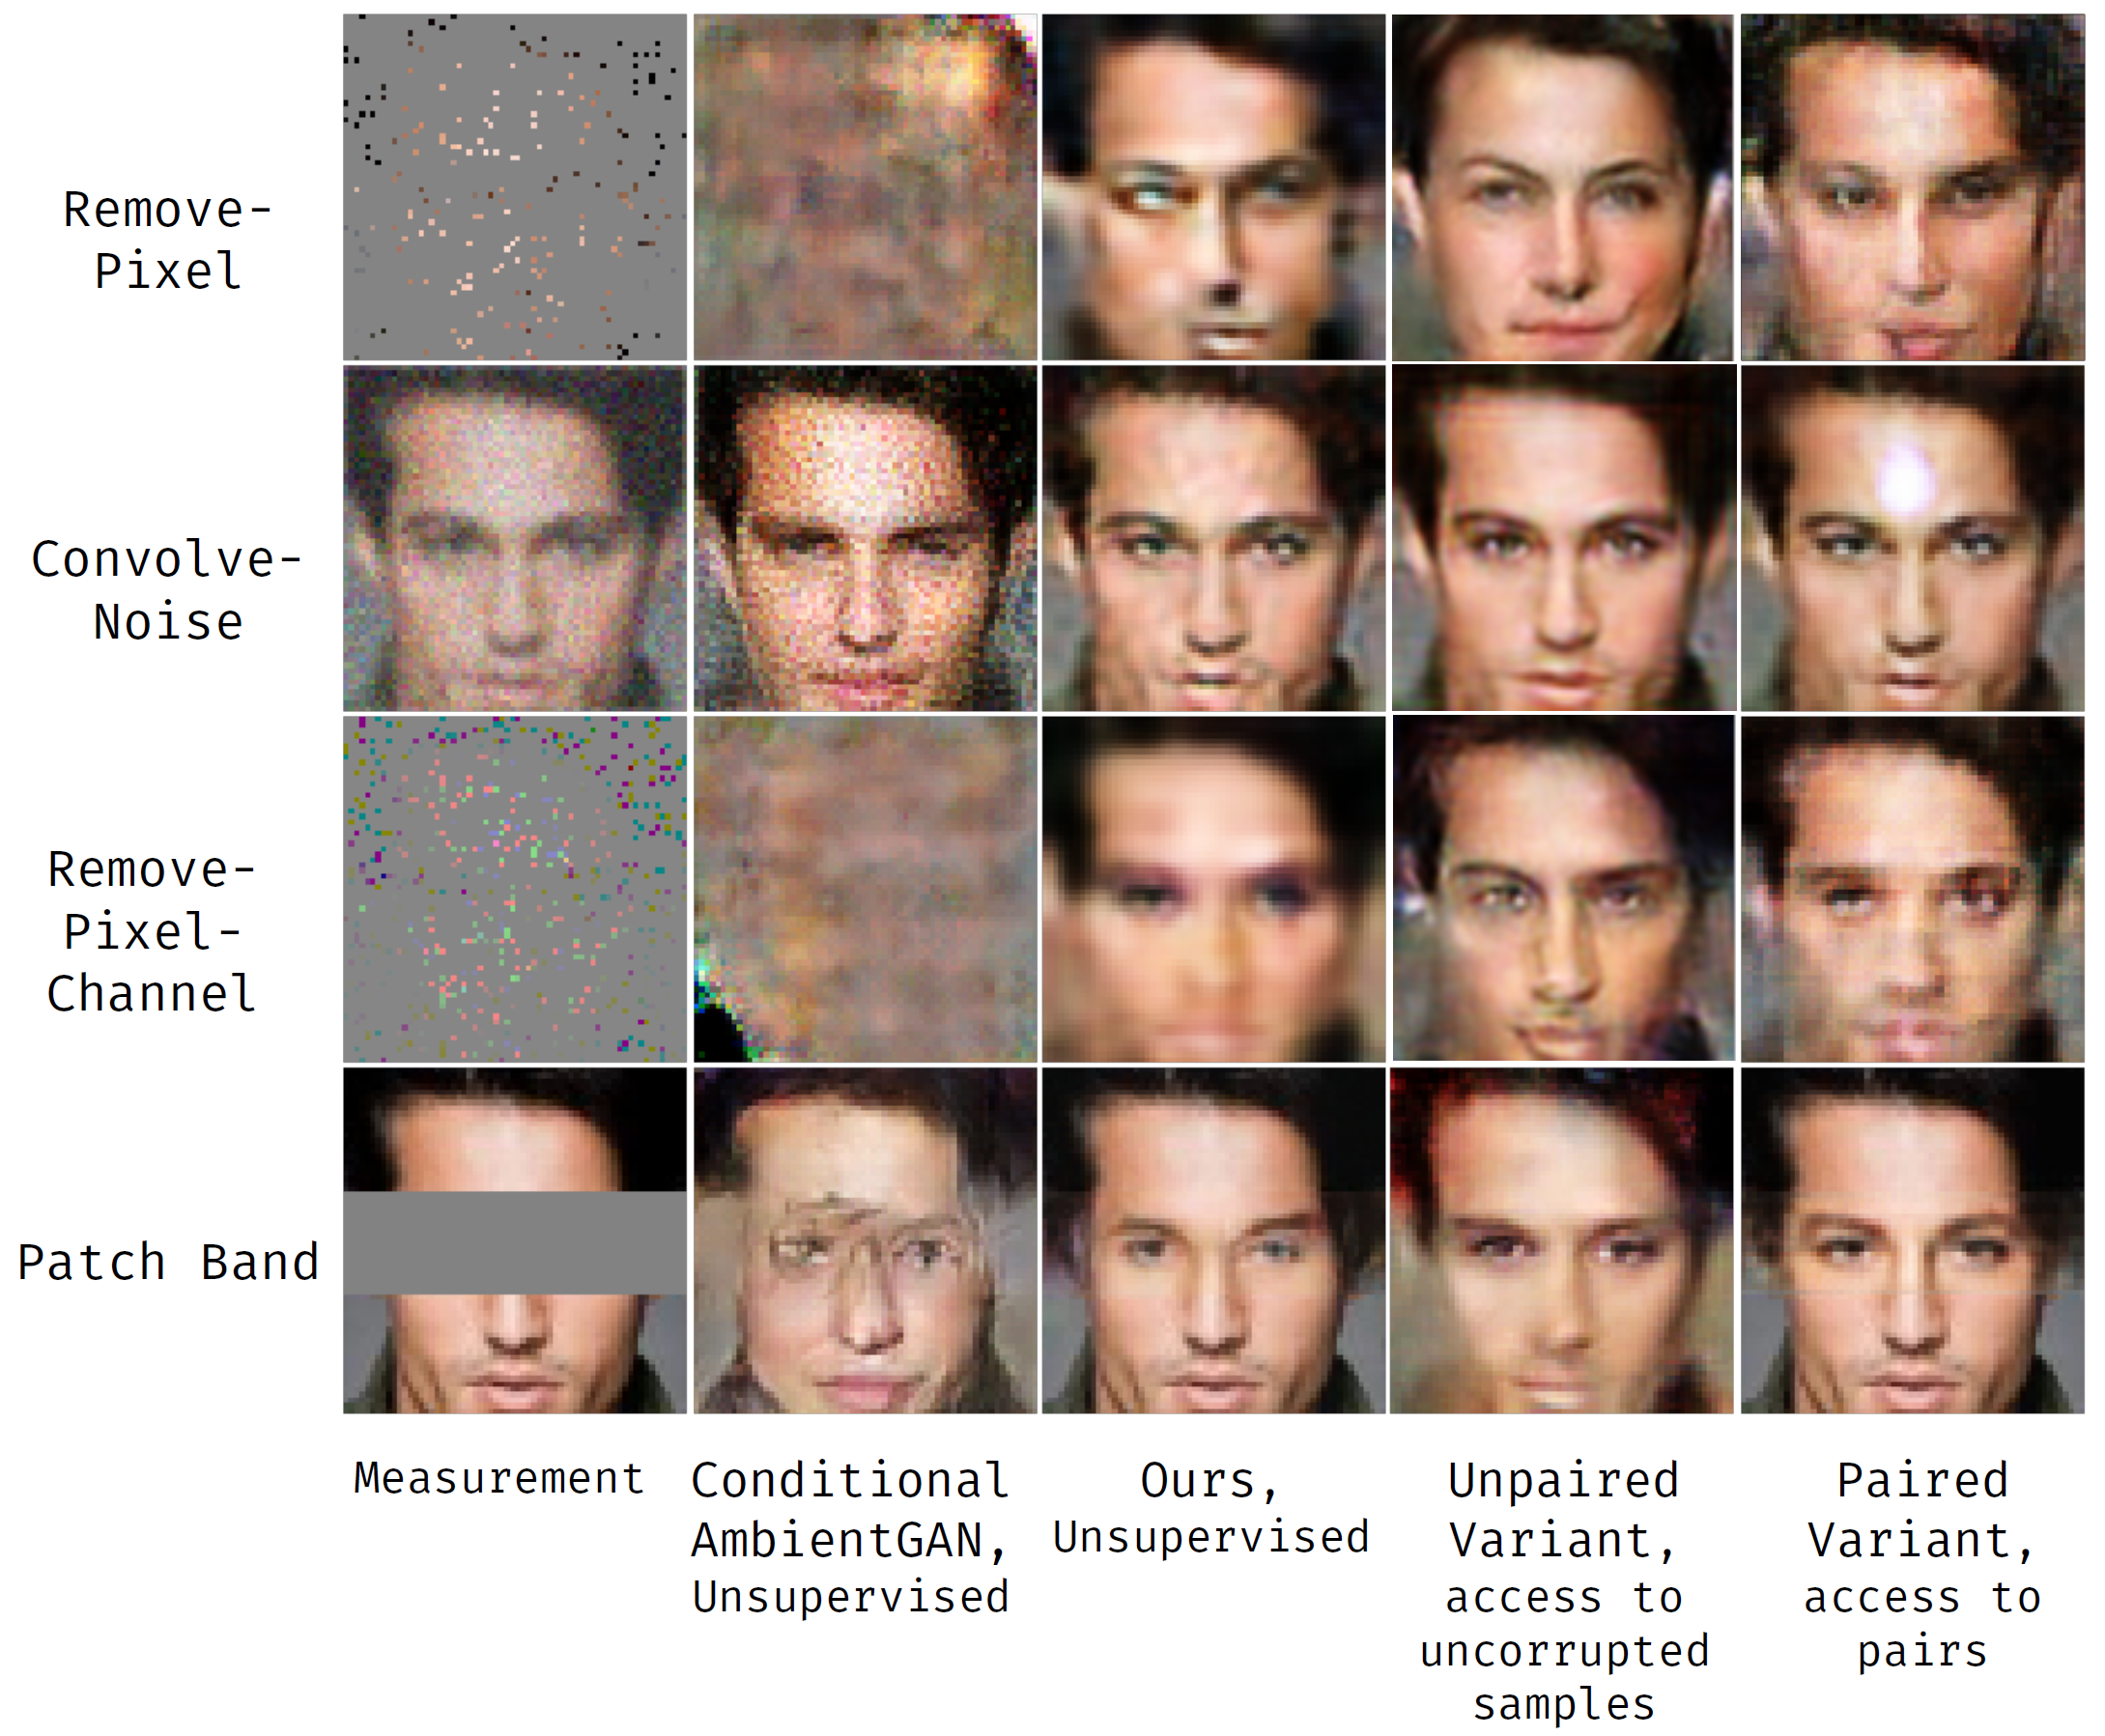 Remove-
Pixel
Convolve-
Noise
Remove-
Pixel-
Channel
Patch Band
Measurement
Conditional
AmbientGAN,
Unsupervised
Ours,
Unsupervised
Unpaired
Variant,
access to
uncorrupted
samples
Paired
Variant,
access to
pairs